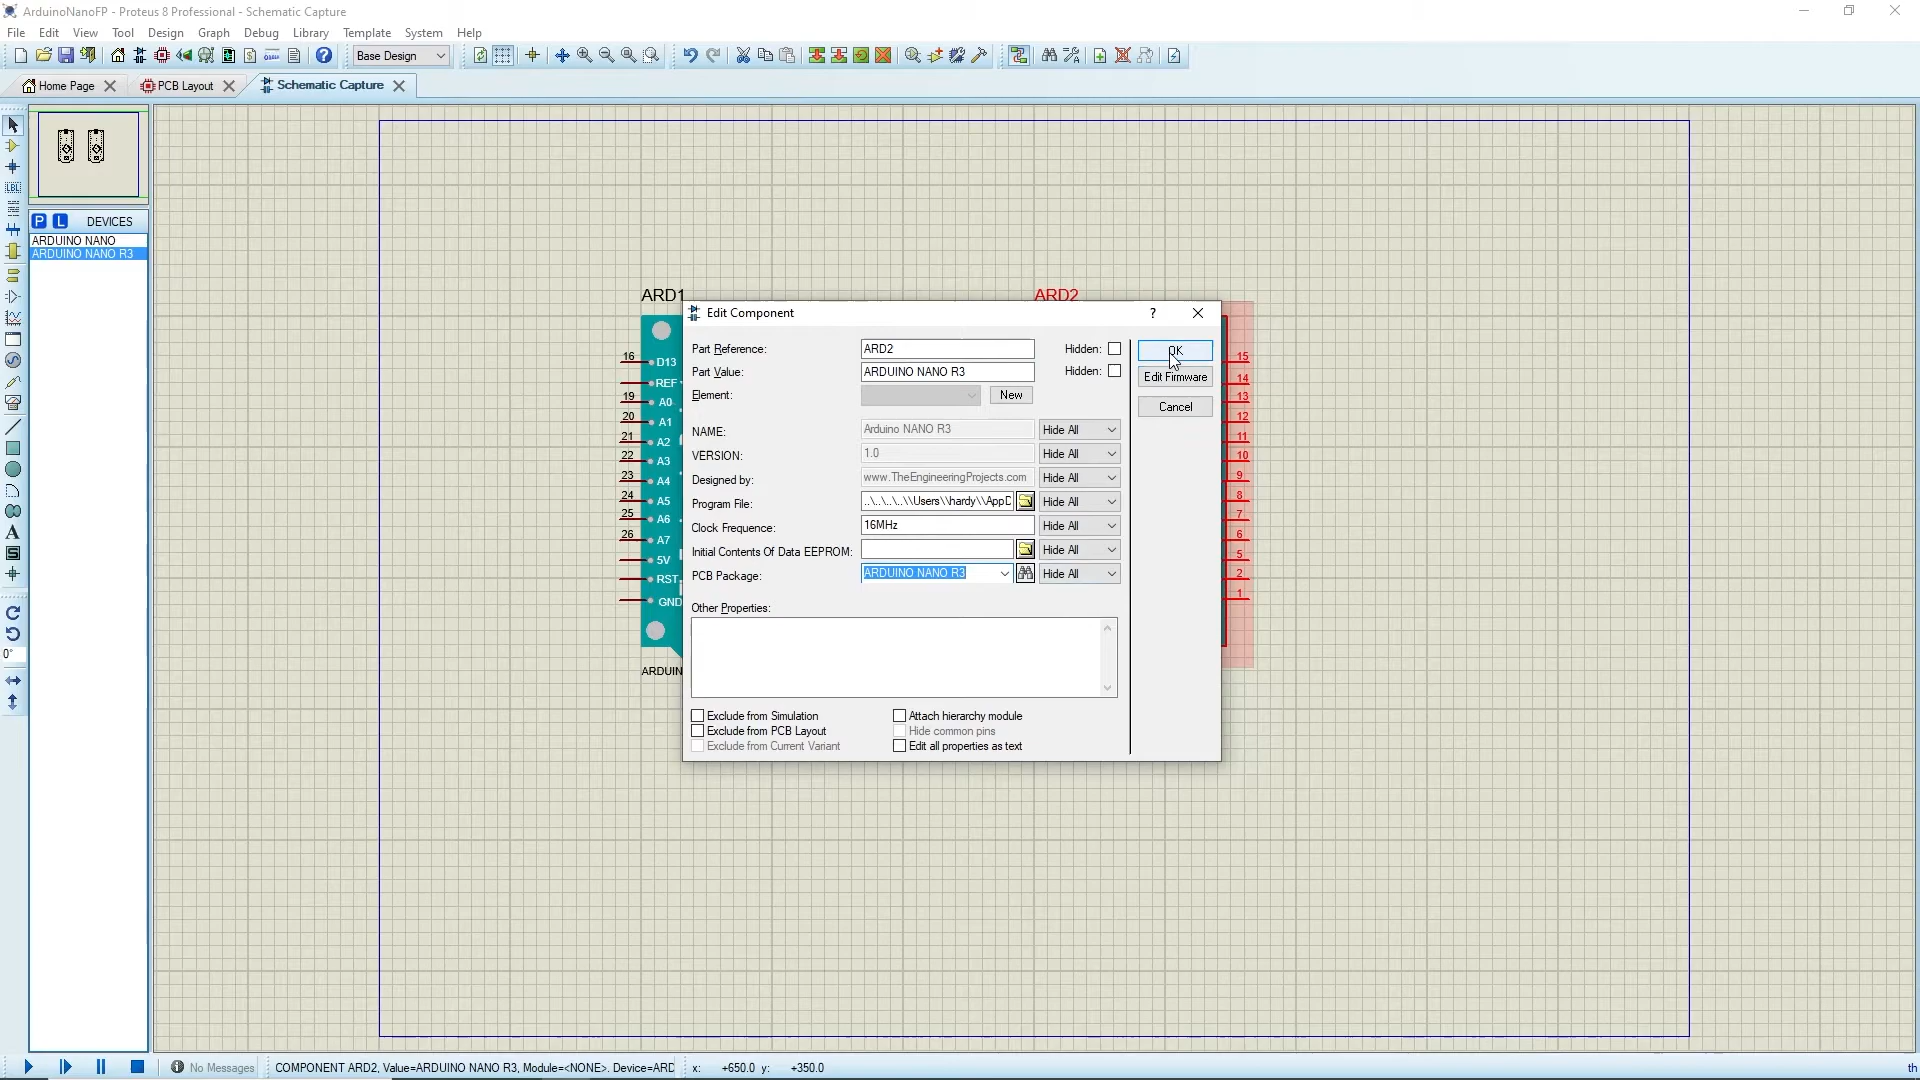 ArduinoNanoFP - Proteus 8 Professional - Schematic Capture
File Edit View Tool Design Graph Debug Library Template System Help
Base Design
Home Page PCB Layout Schematic Capture
P L DEVICES
ARDUINO NANO
ARDUINO NANO R3
LBL
A
S
0°
ARD1
ARD2
16 D13
REF
19 A0
20 A1
21 A2
22 A3
23 A4
24 A5
25 A6
26 A7
5V
RST
GND
ARDUIN
Edit Component ?
Part Reference: ARD2 Hidden:
Part Value: ARDUINO NANO R3 Hidden:
Element: New
NAME: Arduino NANO R3 Hide All
VERSION: 1.0 Hide All
Designed by: www.TheEngineeringProjects.com Hide All
Program File: ..\..\..\..\\Users\\hardy\\AppD Hide All
Clock Frequency: 16MHz Hide All
Initial Contents Of Data EEPROM: Hide All
PCB Package: ARDUINO NANO R3 Hide All
Other Properties:
Exclude from Simulation Attach hierarchy module
Exclude from PCB Layout Hide common pins
Exclude from Current Variant Edit all properties as text
OK
Edit Firmware
Cancel
15
14
13
12
11
10
9
8
7
6
5
2
1
No Messages COMPONENT ARD2, Value=ARDUINO NANO R3, Module=<NONE>. Device=ARD x: +650.0 y: +350.0 th